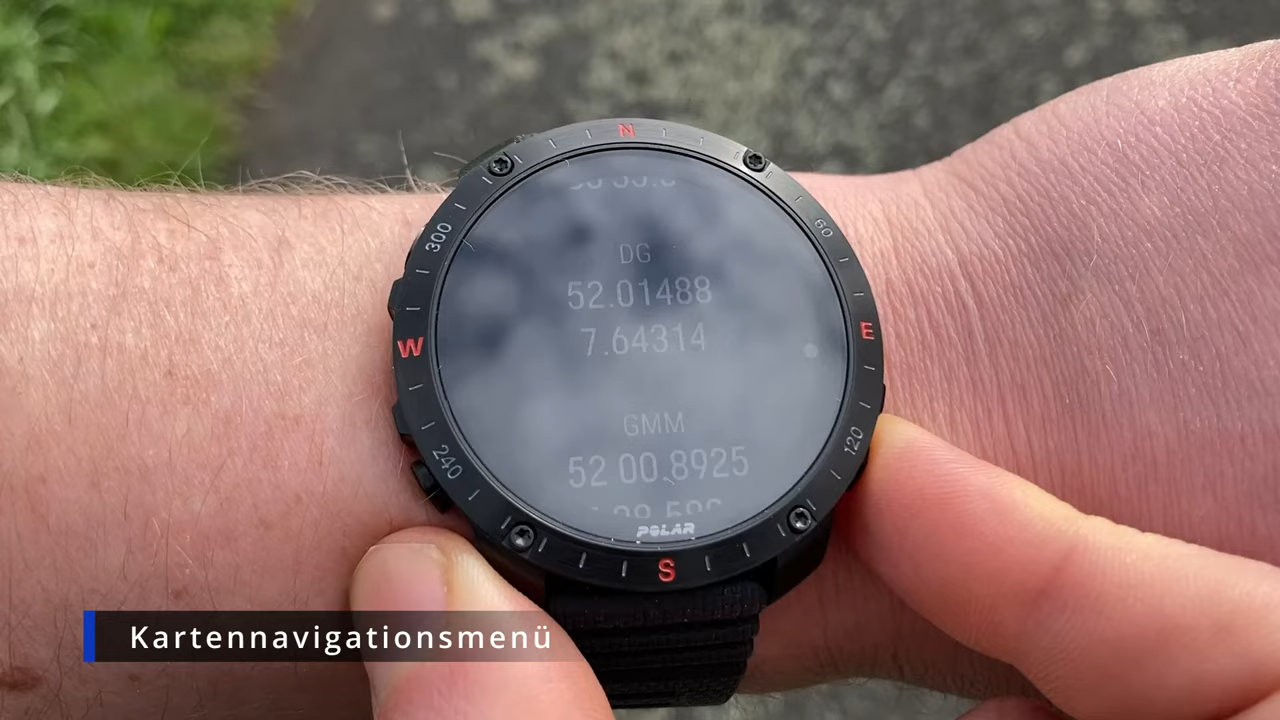 N
60
E
120
S
240
W
300
DG
52.01488
7.64314
GMM
52 00.8925
POLAR
Kartennavigationsmenü